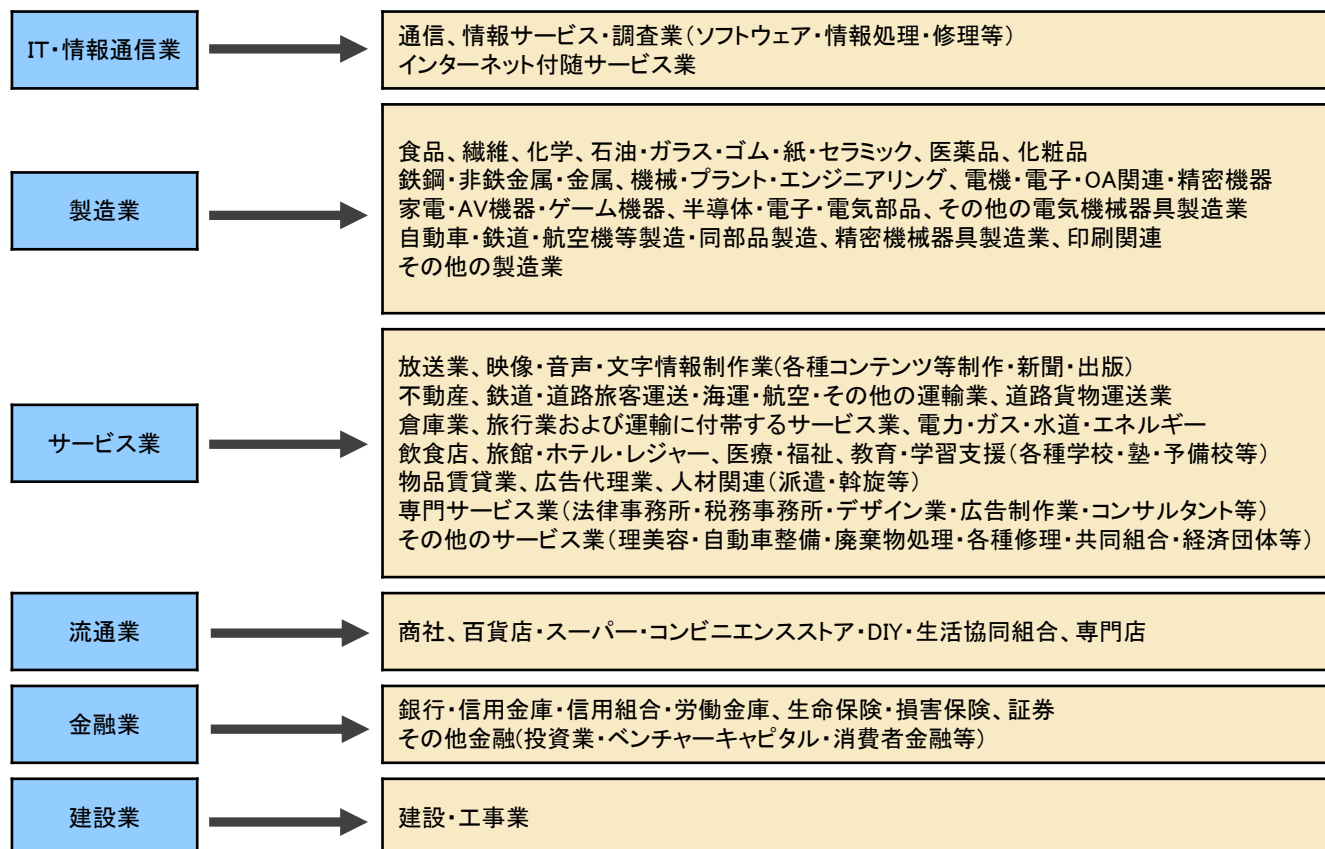 IT・情報通信業
通信、情報サービス・調査業(ソフトウェア・情報処理・修理等)
インターネット付随サービス業
製造業
食品、繊維、化学、石油・ガラス・ゴム・紙・セラミック、医薬品、化粧品
鉄鋼・非鉄金属・金属、機械・プラント・エンジニアリング、電機・電子・OA関連・精密機器
家電・AV機器・ゲーム機器、半導体・電子・電気部品、その他の電気機械器具製造業
自動車・鉄道・航空機等製造・同部品製造、精密機械器具製造業、印刷関連
その他の製造業
サービス業
放送業、映像・音声・文字情報制作業(各種コンテンツ等制作・新聞・出版)
不動産、鉄道・道路旅客運送・海運・航空・その他の運輸業、道路貨物運送業
倉庫業、旅行業および運輸に付帯するサービス業、電力・ガス・水道・エネルギー
飲食店、旅館・ホテル・レジャー、医療・福祉、教育・学習支援(各種学校・塾・予備校等)
物品賃貸業、広告代理業、人材関連(派遣・斡旋等)
専門サービス業(法律事務所・税務事務所・デザイン業・広告制作業・コンサルタント等)
その他のサービス業(理美容・自動車整備・廃棄物処理・各種修理・共同組合・経済団体等)
流通業
商社、百貨店・スーパー・コンビニエンスストア・DIY・生活協同組合、専門店
金融業
銀行・信用金庫・信用組合・労働金庫、生命保険・損害保険、証券
その他金融(投資業・ベンチャーキャピタル・消費者金融等)
建設業
建設・工事業